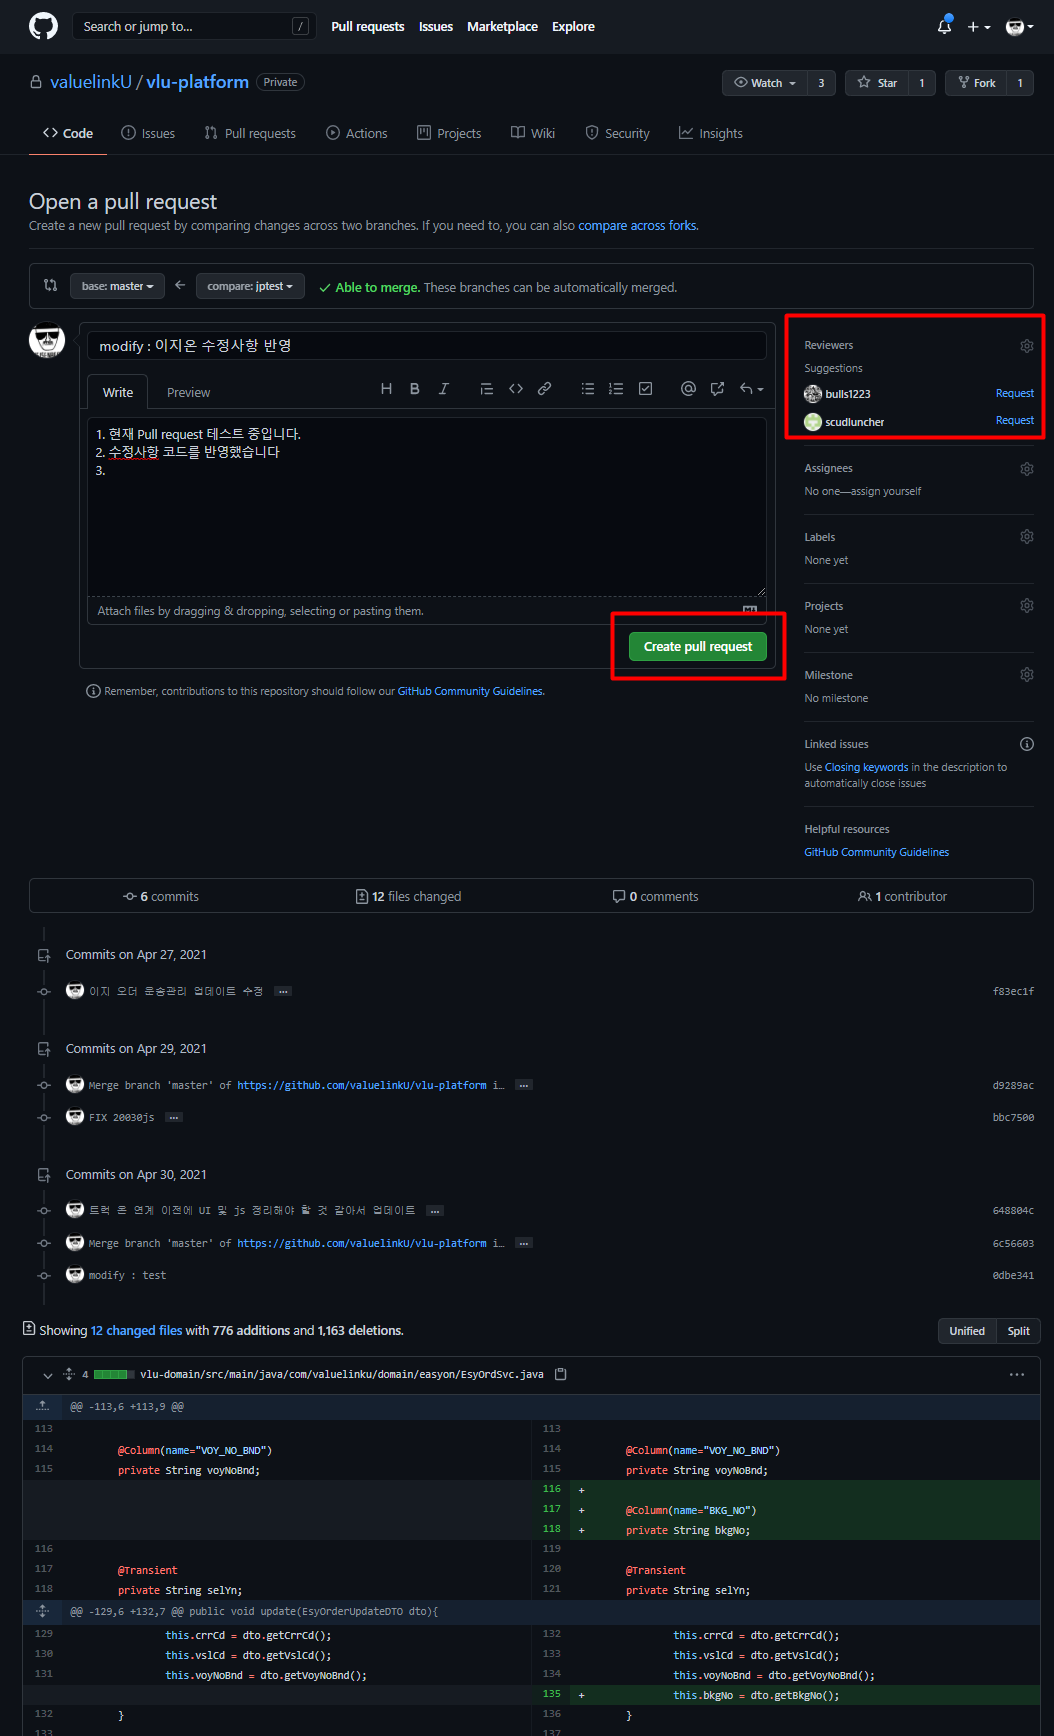 Search or jump to... /
Pull requests Issues Marketplace Explore
valuelinkU / vlu-platform Private
Watch 3 Star 1 Fork 1
Code Issues Pull requests Actions Projects Wiki Security Insights
Open a pull request
Create a new pull request by comparing changes across two branches. If you need to, you can also compare across forks.
base: master ← compare: jptest ✓ Able to merge. These branches can be automatically merged.
modify : 이지온 수정사항 반영
Write Preview
1. 현재 Pull request 테스트 중입니다.
2. 수정사항 코드를 반영했습니다
3.
Attach files by dragging & dropping, selecting or pasting them.
Create pull request
Remember, contributions to this repository should follow our GitHub Community Guidelines.
Reviewers
Suggestions
bulls1223 Request
scudluncher Request
Assignees
No one—assign yourself
Labels
None yet
Projects
None yet
Milestone
No milestone
Linked issues
Use Closing keywords in the description to
automatically close issues
Helpful resources
GitHub Community Guidelines
6 commits 12 files changed 0 comments 1 contributor
Commits on Apr 27, 2021
이지 오더 운송관리 업데이트 수정 … f83ec1f
Commits on Apr 29, 2021
Merge branch 'master' of https://github.com/valuelinkU/vlu-platform i… … d9289ac
FIX 20030js … bbc7500
Commits on Apr 30, 2021
트럭 온 연계 이전에 UI 및 js 정리해야 할 것 같아서 업데이트 … 648804c
Merge branch 'master' of https://github.com/valuelinkU/vlu-platform i… … 6c56603
modify : test 0dbe341
Showing 12 changed files with 776 additions and 1,163 deletions.
Unified Split
4 vlu-domain/src/main/java/com/valuelinku/domain/easyon/EsyOrdSvc.java
@@ -113,6 +113,9 @@
113 113
114 @Column(name="VOY_NO_BND") 114 @Column(name="VOY_NO_BND")
115 private String voyNoBnd; 115 private String voyNoBnd;
116 +
117 + @Column(name="BKG_NO")
118 + private String bkgNo;
116 119
117 @Transient 120 @Transient
118 private String selYn; 121 private String selYn;
@@ -129,6 +132,7 @@ public void update(EsyOrderUpdateDTO dto){
129 this.crrCd = dto.getCrrCd(); 132 this.crrCd = dto.getCrrCd();
130 this.vslCd = dto.getVslCd(); 133 this.vslCd = dto.getVslCd();
131 this.voyNoBnd = dto.getVoyNoBnd(); 134 this.voyNoBnd = dto.getVoyNoBnd();
135 + this.bkgNo = dto.getBkgNo();
132 } 136 }
133 137